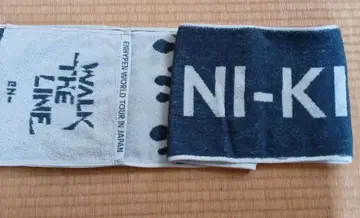 WALK
THE
LINE
EN-
ENHYPEN WORLD TOUR IN JAPAN
NI-KI